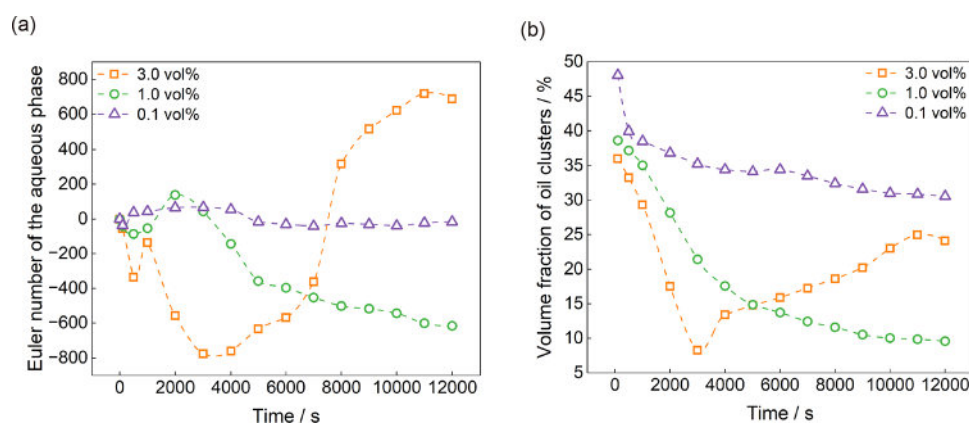 (a)
Euler number of the aqueous phase
800
600
400
200
0
−200
−400
−600
−800
3.0 vol%
1.0 vol%
0.1 vol%
0 2000 4000 6000 8000 10000 12000
Time / s
(b)
Volume fraction of oil clusters / %
50
45
40
35
30
25
20
15
10
5
3.0 vol%
1.0 vol%
0.1 vol%
0 2000 4000 6000 8000 10000 12000
Time / s